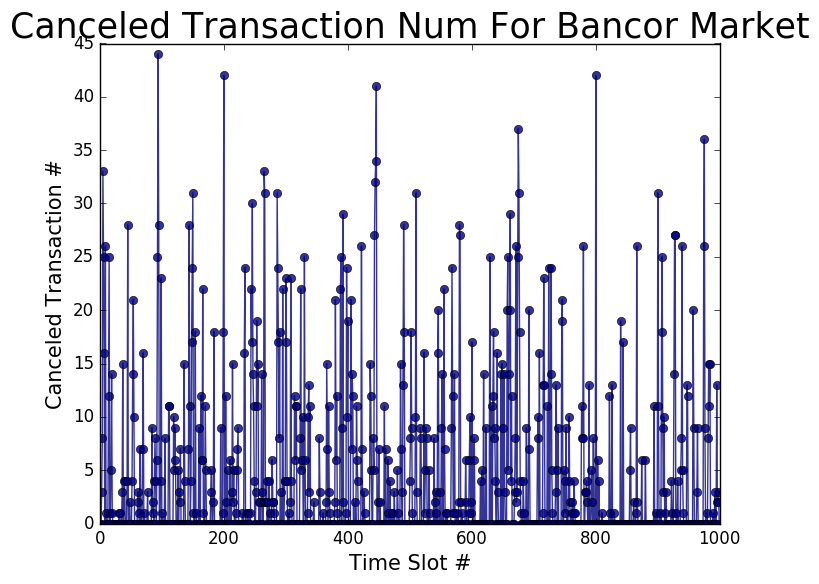 Canceled Transaction Num For Bancor Market
45
40
35
30
25
20
15
10
5
0
Canceled Transaction #
0 200 400 600 800 1000
Time Slot #